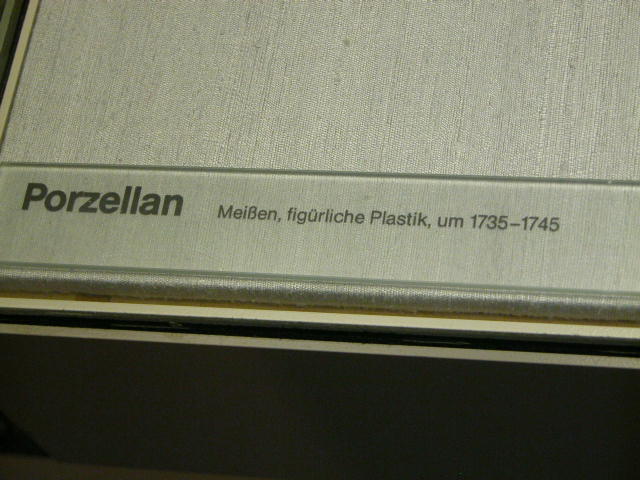 Porzellan Meißen, figürliche Plastik, um 1735–1745